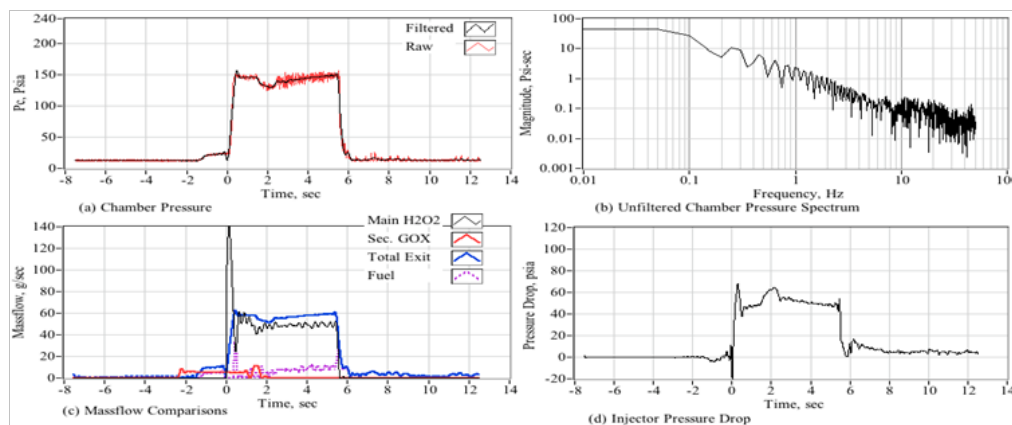 240
200
150
100
50
0
Pc, Psia
Filtered
Raw
-8 -6 -4 -2 0 2 4 6 8 10 12 14
Time, sec
(a) Chamber Pressure
100
10
1
0.1
0.01
0.001
Magnitude, Psi-sec
0.01 0.1 1 10 100
Frequency, Hz
(b) Unfiltered Chamber Pressure Spectrum
140
120
100
80
60
40
20
0
Massflow, g/sec
Main H2O2
Sec. GOX
Total Exit
Fuel
-8 -6 -4 -2 0 2 4 6 8 10 12 14
Time, sec
(c) Massflow Comparisons
120
100
80
60
40
20
0
-20
Pressure Drop, psia
-8 -6 -4 -2 0 2 4 6 8 10 12 14
Time, sec
(d) Injector Pressure Drop